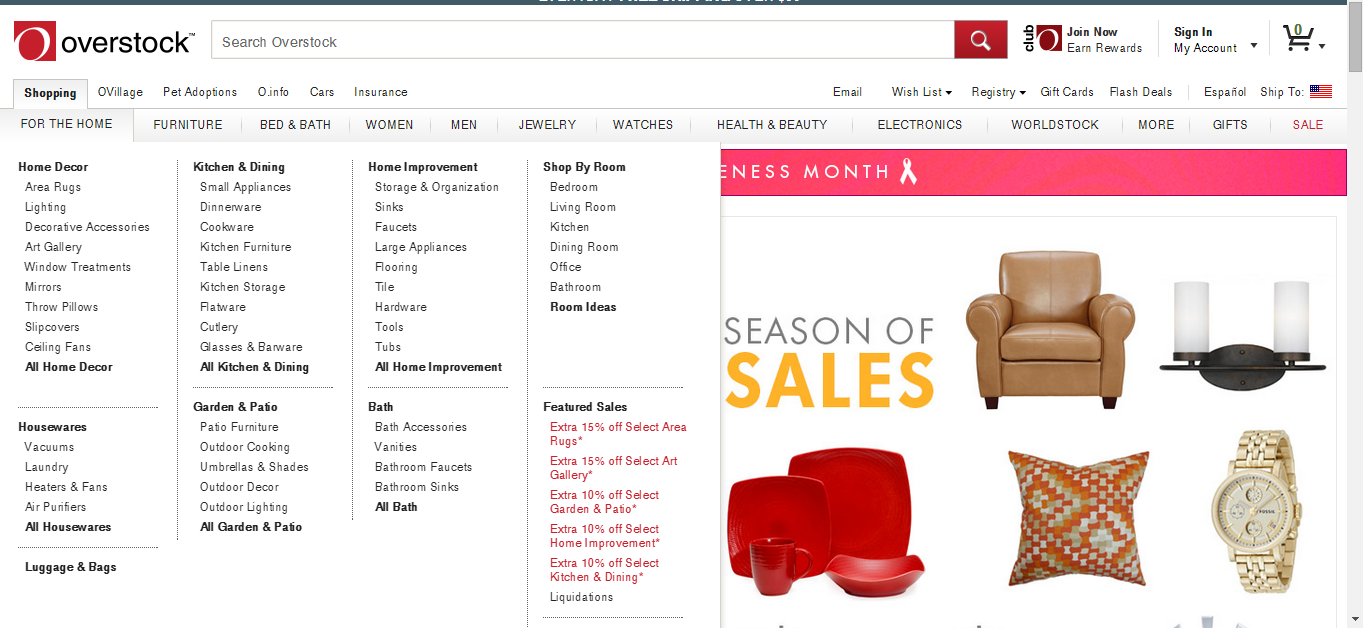 overstock™
Search Overstock
club O
Join Now
Earn Rewards
Sign In
My Account
0
Shopping
OVillage
Pet Adoptions
O.info
Cars
Insurance
Email
Wish List
Registry
Gift Cards
Flash Deals
Español
Ship To:
FOR THE HOME
FURNITURE
BED & BATH
WOMEN
MEN
JEWELRY
WATCHES
HEALTH & BEAUTY
ELECTRONICS
WORLDSTOCK
MORE
GIFTS
SALE
Home Decor
Area Rugs
Lighting
Decorative Accessories
Art Gallery
Window Treatments
Mirrors
Throw Pillows
Slipcovers
Ceiling Fans
All Home Decor
Housewares
Vacuums
Laundry
Heaters & Fans
Air Purifiers
All Housewares
Luggage & Bags
Kitchen & Dining
Small Appliances
Dinnerware
Cookware
Kitchen Furniture
Table Linens
Kitchen Storage
Flatware
Cutlery
Glasses & Barware
All Kitchen & Dining
Garden & Patio
Patio Furniture
Outdoor Cooking
Umbrellas & Shades
Outdoor Decor
Outdoor Lighting
All Garden & Patio
Home Improvement
Storage & Organization
Sinks
Faucets
Large Appliances
Flooring
Tile
Hardware
Tools
Tubs
All Home Improvement
Bath
Bath Accessories
Vanities
Bathroom Faucets
Bathroom Sinks
All Bath
Shop By Room
Bedroom
Living Room
Kitchen
Dining Room
Office
Bathroom
Room Ideas
Featured Sales
Extra 15% off Select Area
Rugs*
Extra 15% off Select Art
Gallery*
Extra 10% off Select
Garden & Patio*
Extra 10% off Select
Home Improvement*
Extra 10% off Select
Kitchen & Dining*
Liquidations
ENESS MONTH
SEASON OF
SALES
FOSSIL